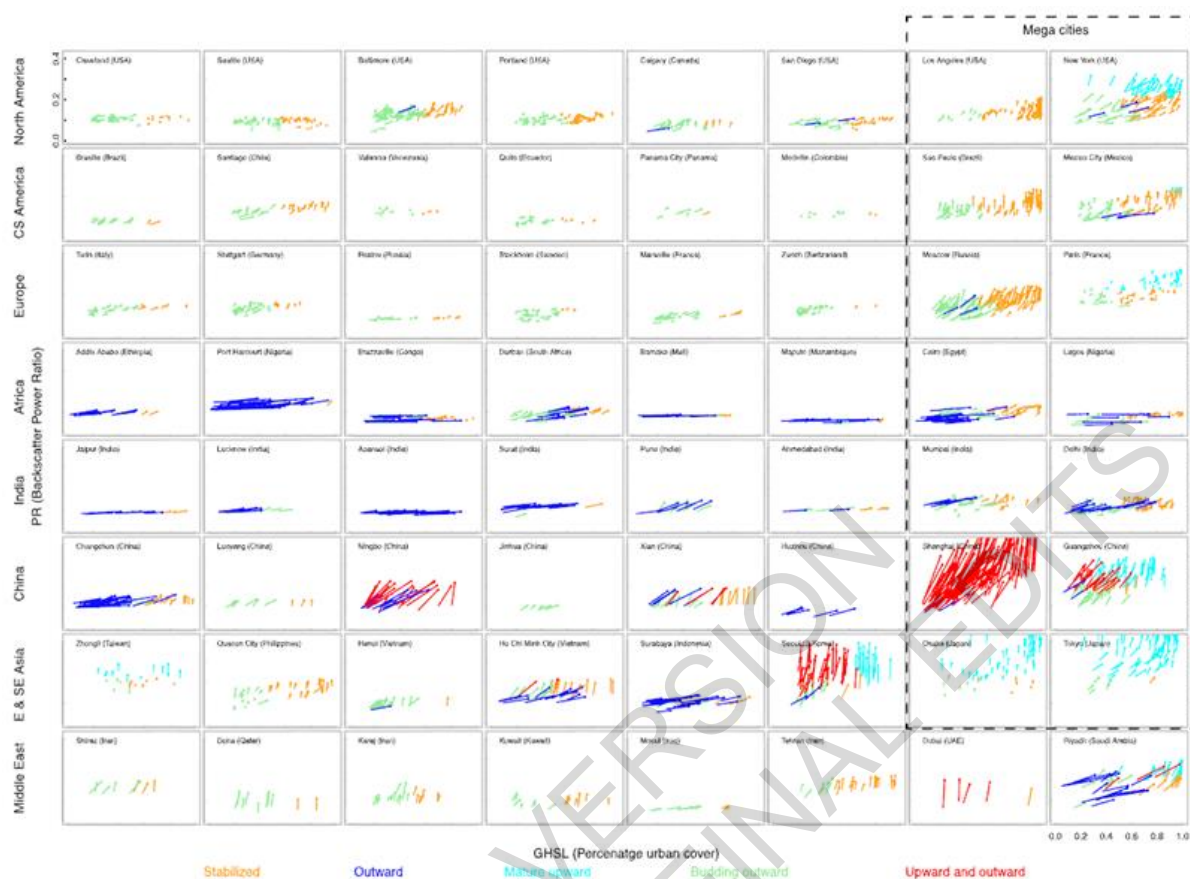 Mega cities
North America
0.4
0.2
0.0
Cleveland (USA)
Seattle (USA)
Baltimore (USA)
Portland (USA)
Calgary (Canada)
San Diego (USA)
Los Angeles (USA)
New York (USA)
CS America
Brasilia (Brazil)
Santiago (Chile)
Valencia (Venezuela)
Quito (Ecuador)
Panama City (Panama)
Medellin (Colombia)
Sao Paulo (Brazil)
Mexico City (Mexico)
Europe
Turin (Italy)
Stuttgart (Germany)
Rostov (Russia)
Stockholm (Sweden)
Marseille (France)
Zurich (Switzerland)
Moscow (Russia)
Paris (France)
Africa
Addis Ababa (Ethiopia)
Port Harcourt (Nigeria)
Brazzaville (Congo)
Durban (South Africa)
Bamako (Mali)
Maputo (Mozambique)
Cairo (Egypt)
Lagos (Nigeria)
PR (Backscatter Power Ratio)
India
Jaipur (India)
Lucknow (India)
Asansol (India)
Surat (India)
Pune (India)
Ahmedabad (India)
Mumbai (India)
Delhi (India)
China
Changchun (China)
Luoyang (China)
Ningbo (China)
Jinhua (China)
Xian (China)
Shanghai (China)
Guangzhou (China)
E & SE Asia
Zhongli (Taiwan)
Quezon City (Philippines)
Hanoi (Vietnam)
Ho Chi Minh City (Vietnam)
Surabaya (Indonesia)
Seoul (S Korea)
Osaka (Japan)
Tokyo (Japan)
Middle East
Shiraz (Iran)
Doha (Qatar)
Karaj (Iran)
Kuwait (Kuwait)
Mosul (Iraq)
Tehran (Iran)
Dubai (UAE)
Riyadh (Saudi Arabia)
0.0 0.2 0.4 0.6 0.8 1.0
GHSL (Percenatge urban cover)
Stabilized Outward Mature upward Budding outward Upward and outward
VERSION
FINAL EDITS